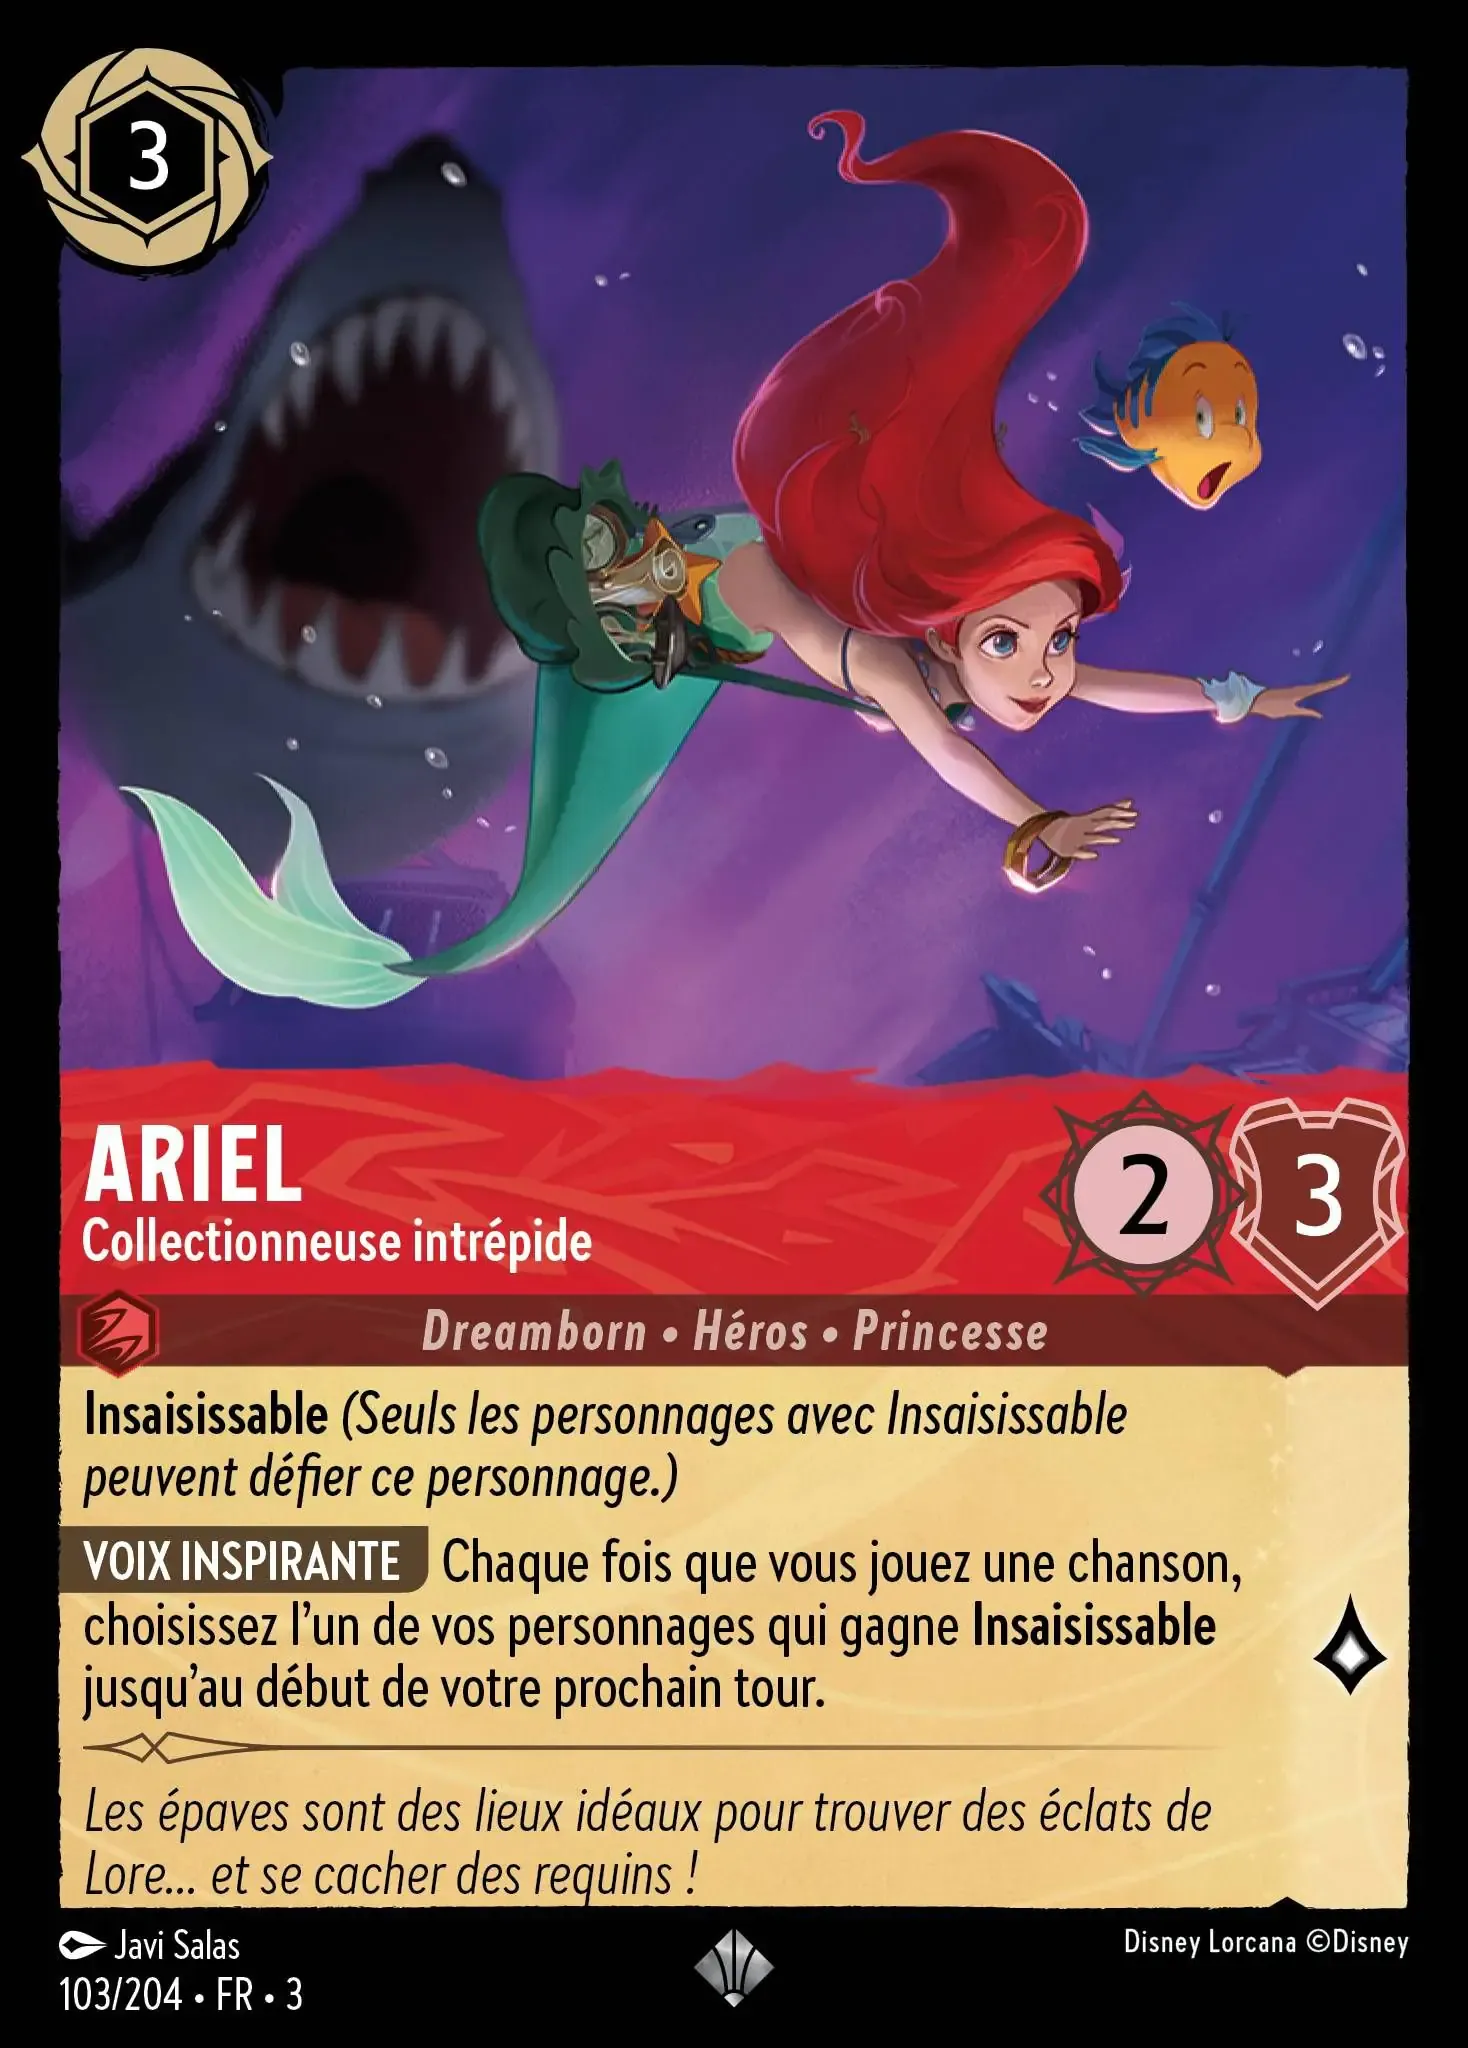 3
ARIEL
Collectionneuse intrépide
2
3
Dreamborn • Héros • Princesse
Insaisissable (Seuls les personnages avec Insaisissable
peuvent défier ce personnage.)
VOIX INSPIRANTE Chaque fois que vous jouez une chanson,
choisissez l'un de vos personnages qui gagne Insaisissable
jusqu'au début de votre prochain tour.
Les épaves sont des lieux idéaux pour trouver des éclats de
Lore... et se cacher des requins !
Javi Salas
Disney Lorcana ©Disney
103/204 • FR • 3